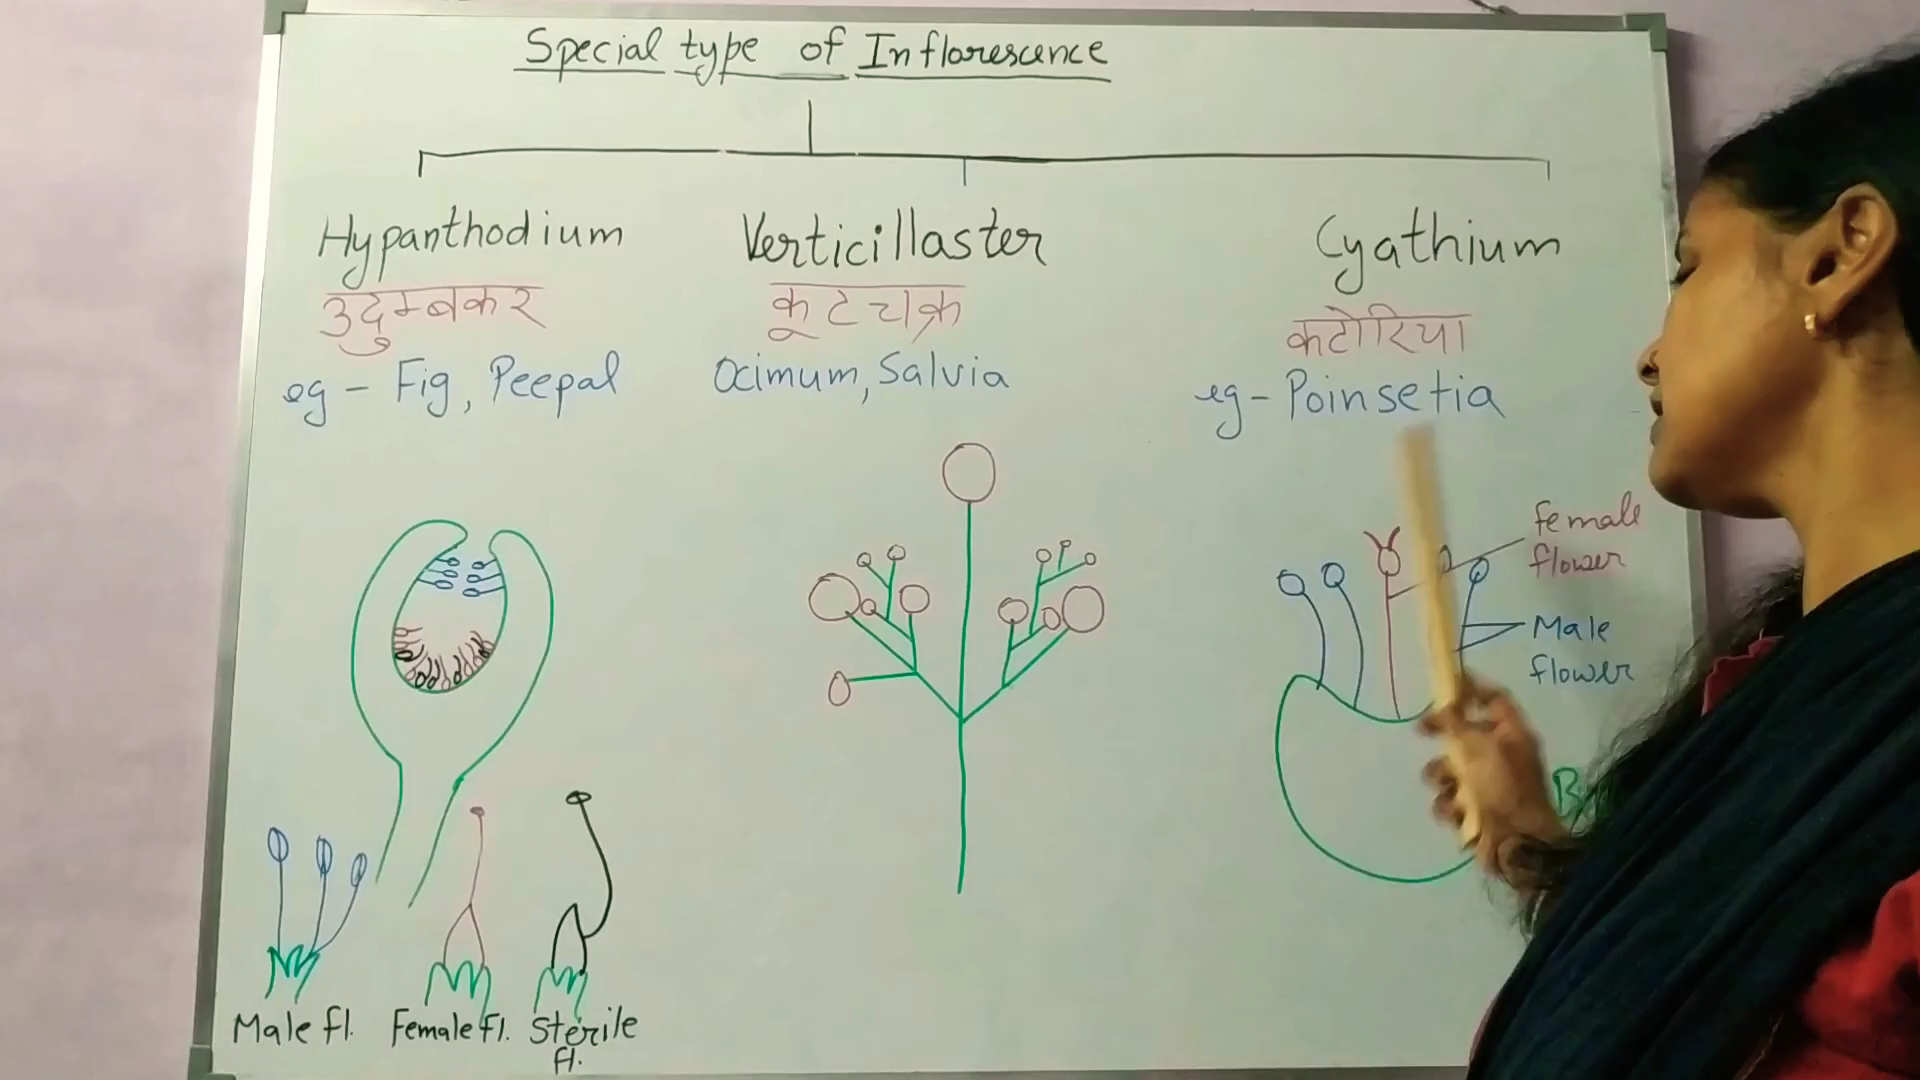 Special type of Inflorescence
Hypanthodium
उदुम्बकर
eg - Fig, Peepal
Verticillaster
कूटचक्र
Ocimum, Salvia
Cyathium
कटोरिया
eg - Poinsetia
female
flower
Male
flower
Male fl.
Female fl.
Sterile
fl.